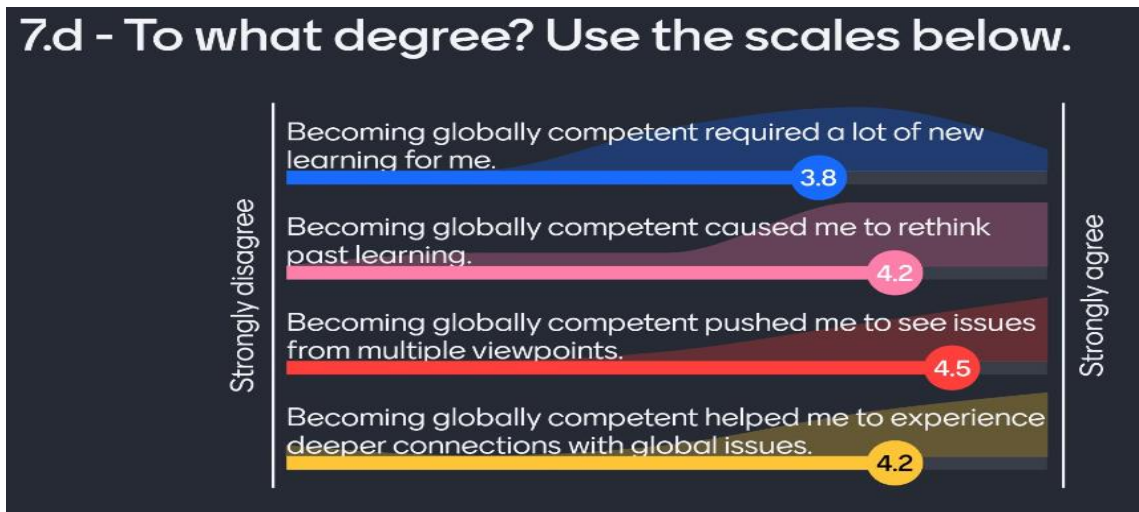 7.d - To what degree? Use the scales below.
Strongly disagree
Becoming globally competent required a lot of new
learning for me.
3.8
Becoming globally competent caused me to rethink
past learning.
4.2
Becoming globally competent pushed me to see issues
from multiple viewpoints.
4.5
Becoming globally competent helped me to experience
deeper connections with global issues.
4.2
Strongly agree